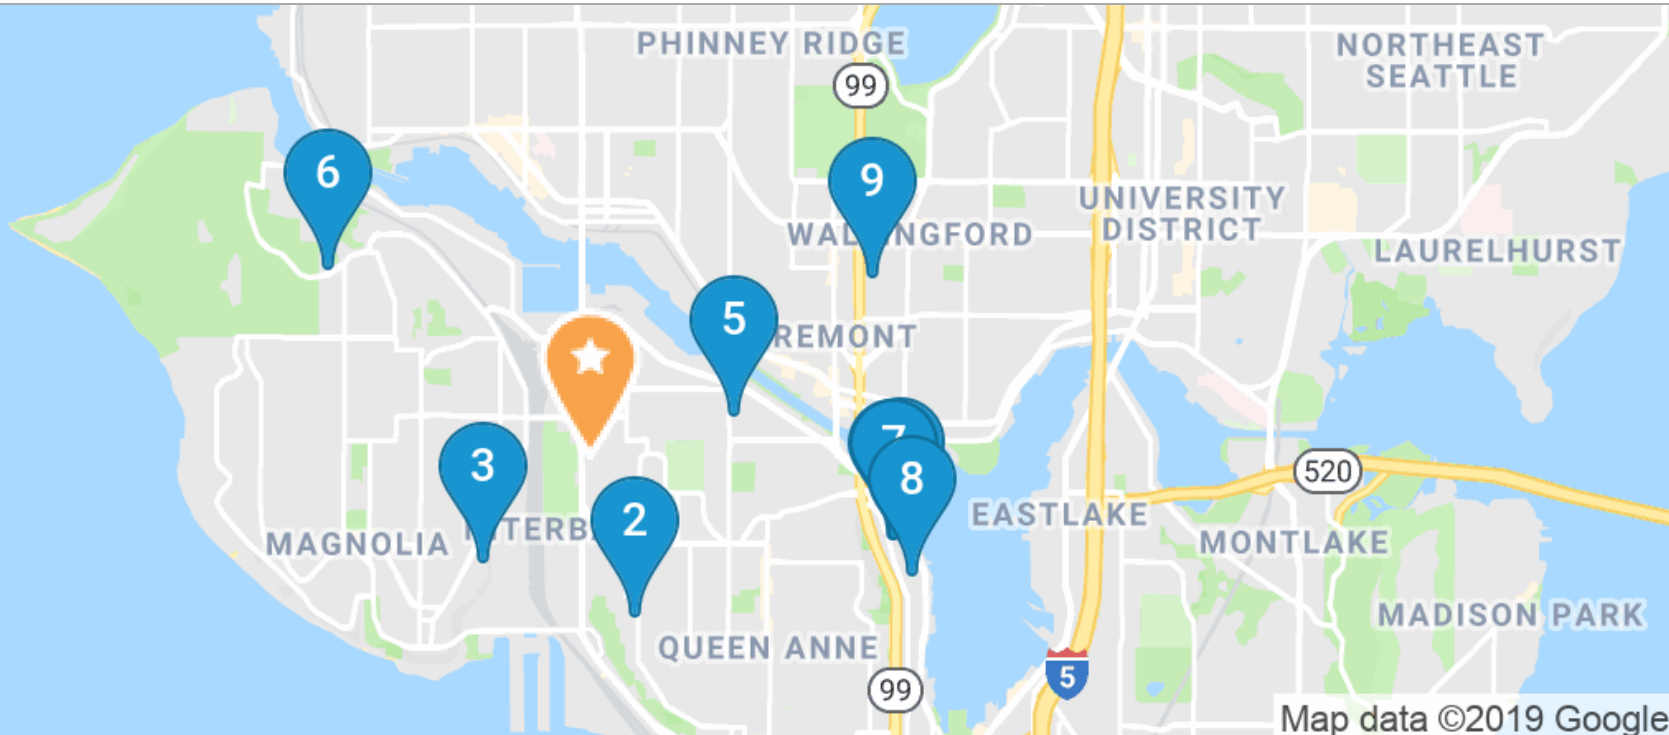 PHINNEY RIDGE
NORTHEAST
SEATTLE
99
6
9
UNIVERSITY
DISTRICT
LAURELHURST
5
3
2
7
8
520
MAGNOLIA
EASTLAKE
MONTLAKE
MADISON PARK
QUEEN ANNE
5
99
Map data ©2019 Google